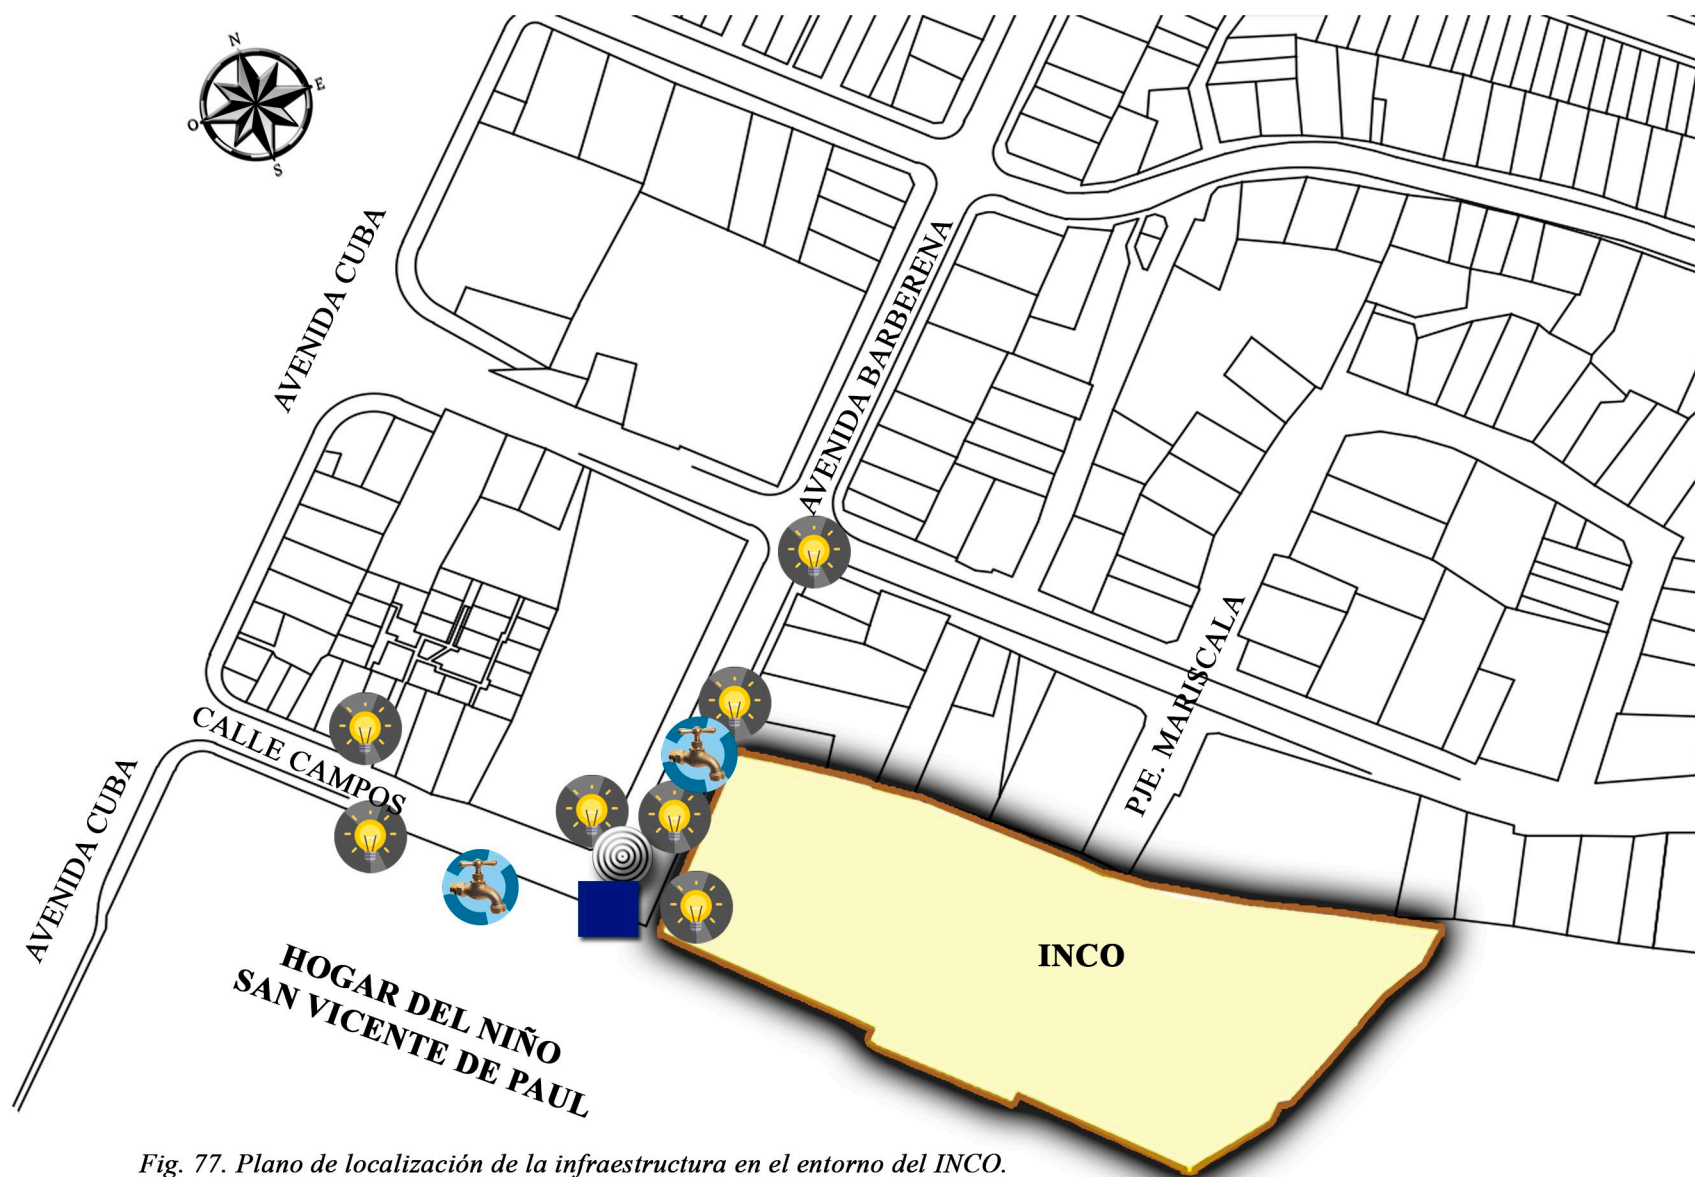 N
E
O
S
AVENIDA CUBA
AVENIDA BARBERENA
PJE. MARISCALA
CALLE CAMPOS
AVENIDA CUBA
INCO
HOGAR DEL NIÑO
SAN VICENTE DE PAUL
Fig. 77. Plano de localización de la infraestructura en el entorno del INCO.